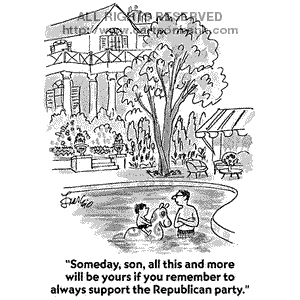 ALL RIGHTS RESERVED
"Someday, son, all this and more
will be yours if you remember to
always support the Republican party."